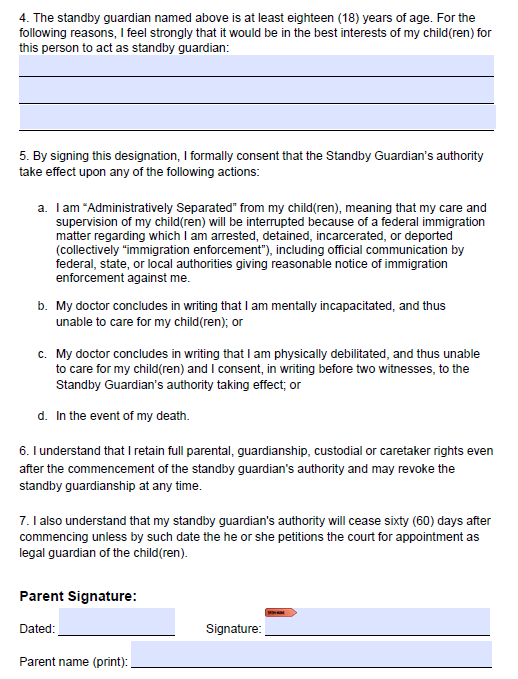 4. The standby guardian named above is at least eighteen (18) years of age. For the
following reasons, I feel strongly that it would be in the best interests of my child(ren) for
this person to act as standby guardian:
5. By signing this designation, I formally consent that the Standby Guardian's authority
take effect upon any of the following actions:
a. I am “Administratively Separated” from my child(ren), meaning that my care and
supervision of my child(ren) will be interrupted because of a federal immigration
matter regarding which I am arrested, detained, incarcerated, or deported
(collectively “immigration enforcement”), including official communication by
federal, state, or local authorities giving reasonable notice of immigration
enforcement against me.
b. My doctor concludes in writing that I am mentally incapacitated, and thus
unable to care for my child(ren); or
c. My doctor concludes in writing that I am physically debilitated, and thus unable
to care for my child(ren) and I consent, in writing before two witnesses, to the
Standby Guardian's authority taking effect; or
d. In the event of my death.
6. I understand that I retain full parental, guardianship, custodial or caretaker rights even
after the commencement of the standby guardian's authority and may revoke the
standby guardianship at any time.
7. I also understand that my standby guardian's authority will cease sixty (60) days after
commencing unless by such date the he or she petitions the court for appointment as
legal guardian of the child(ren).
Parent Signature:
Dated: Signature:
Parent name (print):